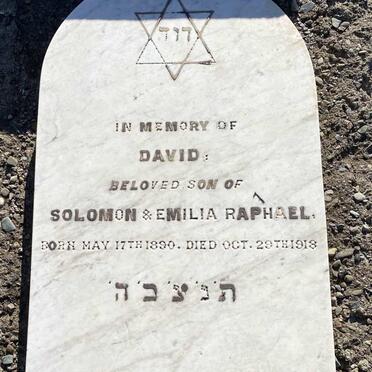 דוד
IN MEMORY OF
DAVID:
BELOVED SON OF
SOLOMON & EMILIA RAPHAEL.
BORN MAY 17TH 1890. DIED OCT. 29TH 1918
ת'נ'צ'ב'ה'